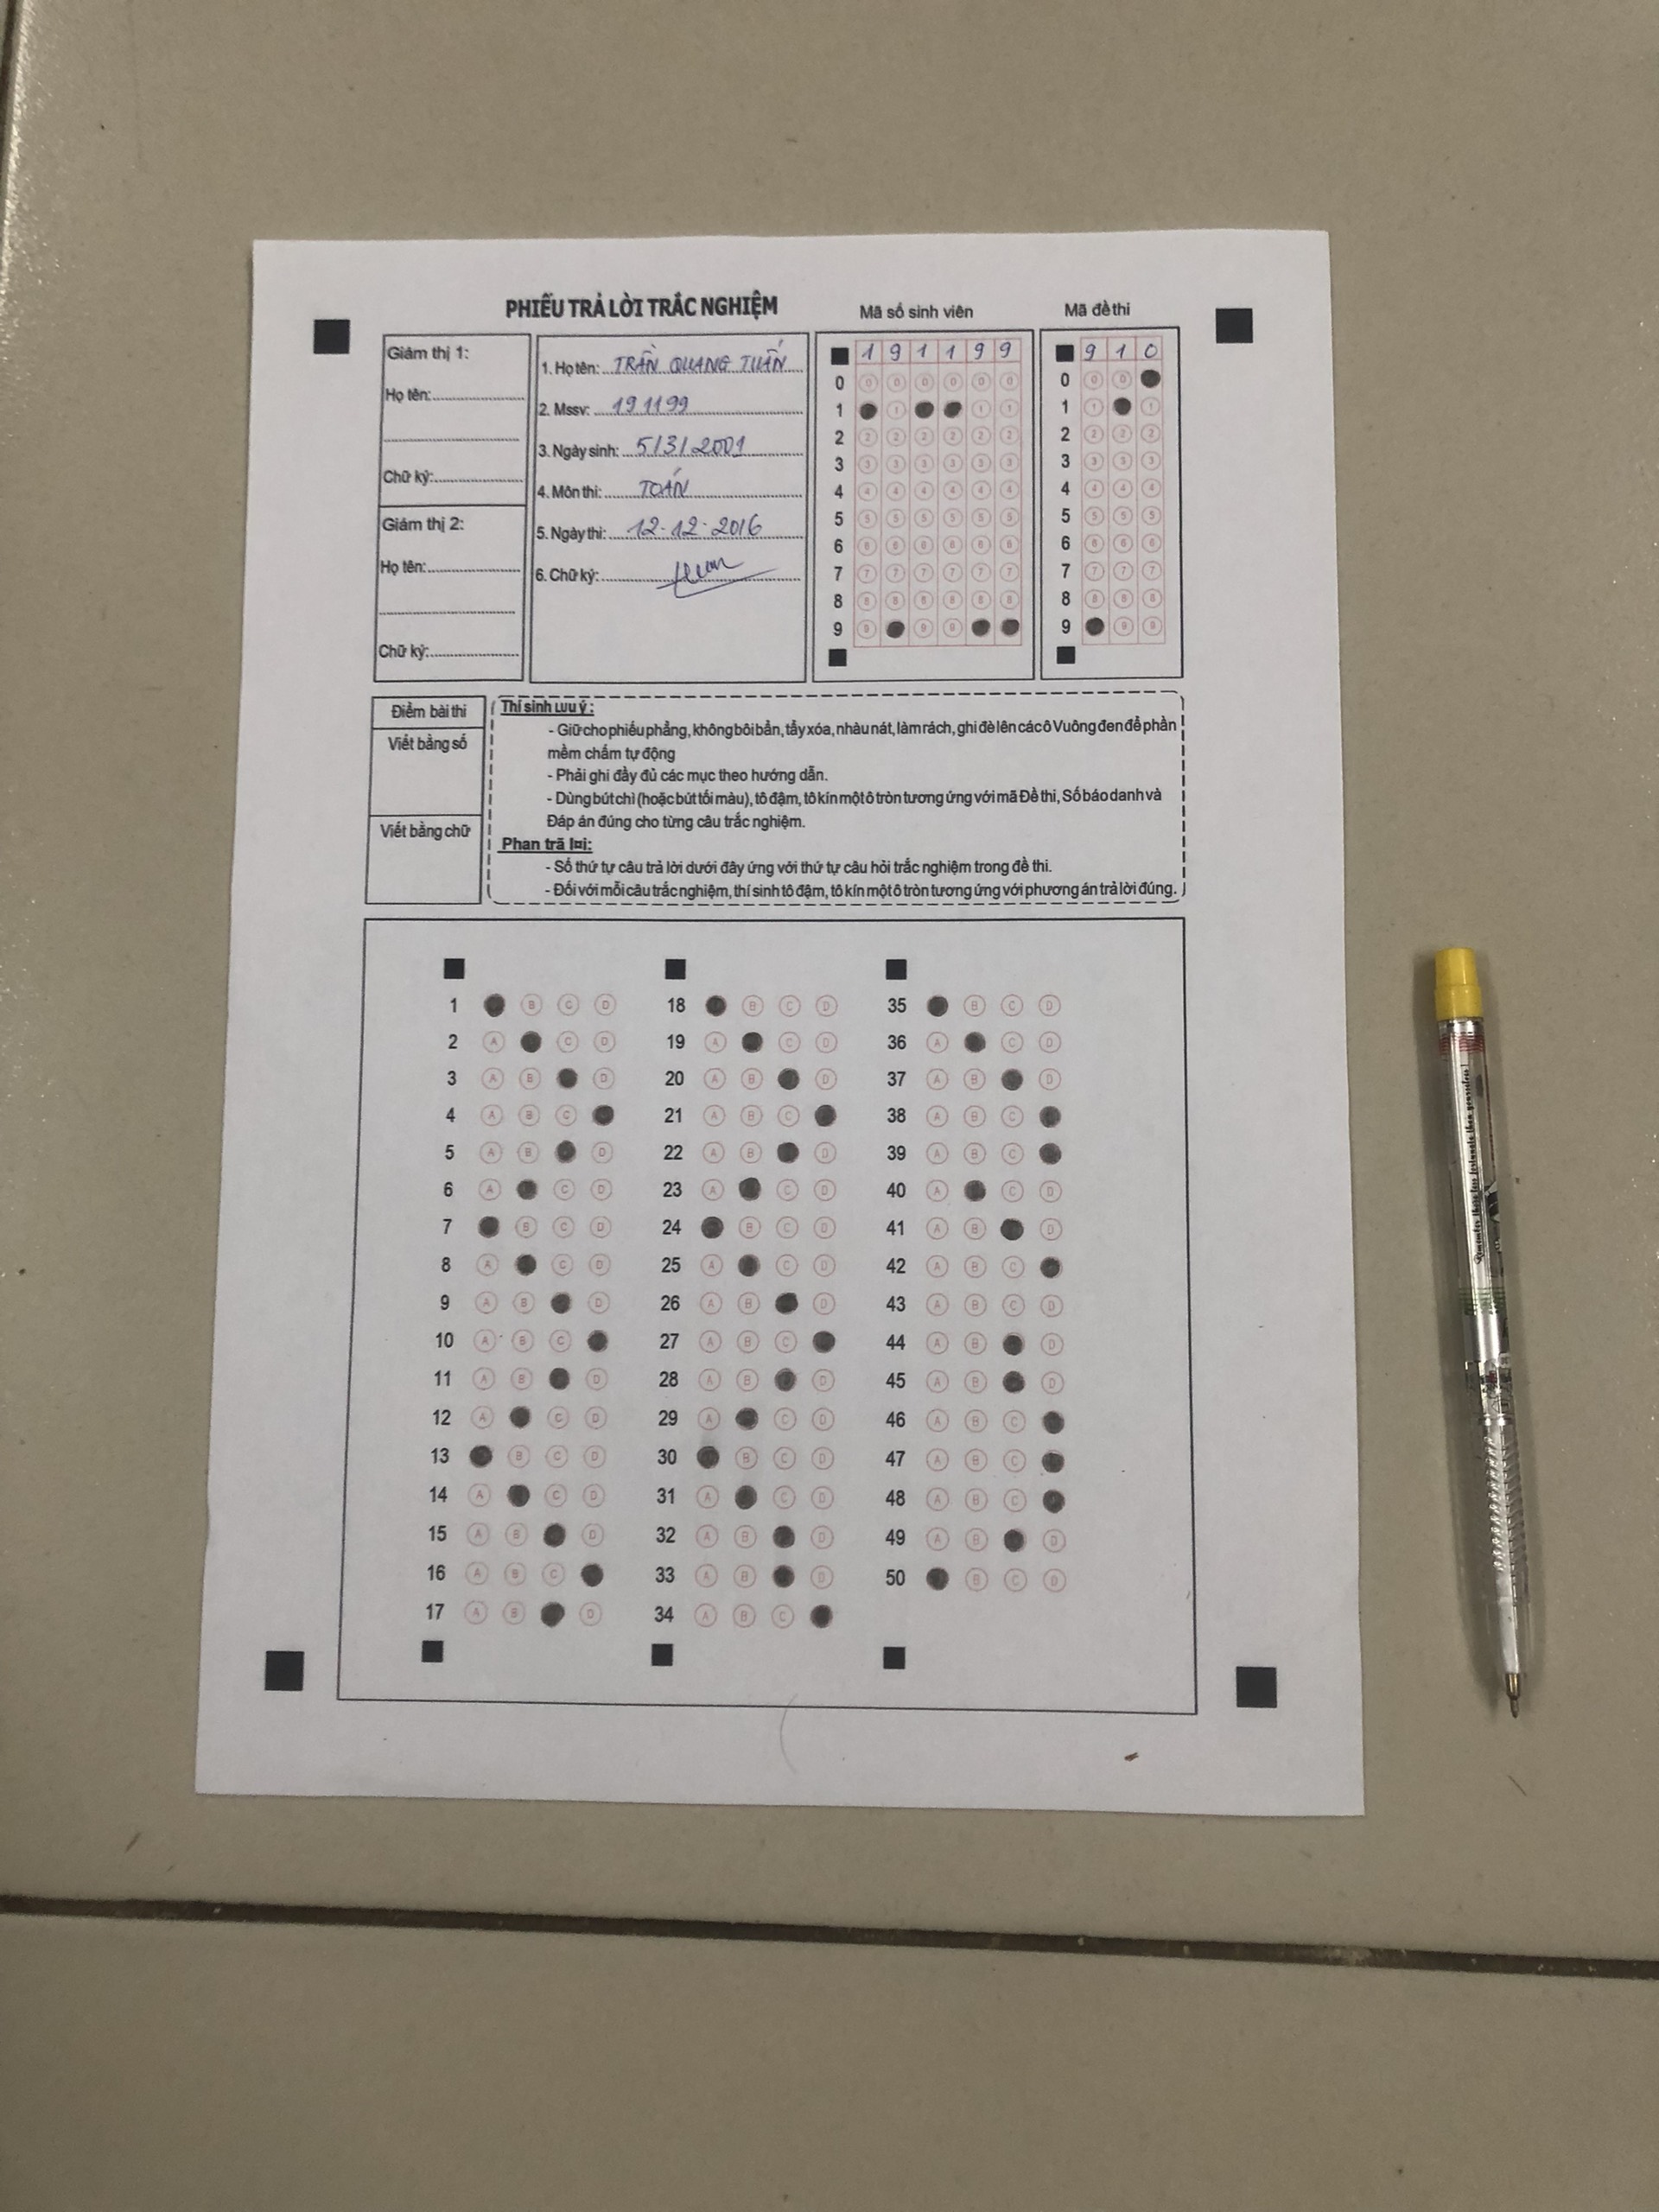 PHIẾU TRẢ LỜI TRẮC NGHIỆM
Giám thị 1:
Họ tên:
Chữ ký:
Giám thị 2:
Họ tên:
Chữ ký:
1. Họ tên: TRẦN QUANG TUẤN
2. Mssv: 191199
3. Ngày sinh: 5/3/2001
4. Môn thi: TOÁN
5. Ngày thi: 12-12-2016
6. Chữ ký:
Mã số sinh viên
1 9 1 1 9 9
0 0 0 0 0 0 0
1 1 1 1
2 2 2 2 2 2 2
3 3 3 3 3 3 3
4 4 4 4 4 4 4
5 5 5 5 5 5 5
6 6 6 6 6 6 6
7 7 7 7 7 7 7
8 8 8 8 8 8 8
9 9 9 9
Mã đề thi
9 1 0
0 0 0
1 1 1
2 2 2 2
3 3 3 3
4 4 4 4
5 5 5 5
6 6 6 6
7 7 7 7
8 8 8 8
9 9 9
Điểm bài thi
Viết bằng số
Viết bằng chữ
Thí sinh Lưu ý :
- Giữ cho phiếu phẳng, không bôi bẩn, tẩy xóa, nhàu nát, làm rách, ghi đè lên các ô Vuông đen để phần
mềm chấm tự động
- Phải ghi đầy đủ các mục theo hướng dẫn.
- Dùng bút chì (hoặc bút tối màu), tô đậm, tô kín một ô tròn tương ứng với mã Đề thi, Số báo danh và
Đáp án đúng cho từng câu trắc nghiệm.
Phan trã l¤i:
- Số thứ tự câu trả lời dưới đây ứng với thứ tự câu hỏi trắc nghiệm trong đề thi.
- Đối với mỗi câu trắc nghiệm, thí sinh tô đậm, tô kín một ô tròn tương ứng với phương án trả lời đúng.
1 B C D
2 A C D
3 A B D
4 A B C
5 A B D
6 A C D
7 B C D
8 A C D
9 A B D
10 A B C
11 A B D
12 A C D
13 B C D
14 A C D
15 A B D
16 A B C
17 A B D
18 B C D
19 A C D
20 A B D
21 A B C
22 A B D
23 A C D
24 B C D
25 A C D
26 A B D
27 A B C
28 A B D
29 A C D
30 B C D
31 A C D
32 A B D
33 A B D
34 A B C
35 B C D
36 A C D
37 A B D
38 A B C
39 A B C
40 A C D
41 A B D
42 A B C
43 A B C D
44 A B D
45 A B D
46 A B C
47 A B C
48 A B C
49 A B D
50 B C D